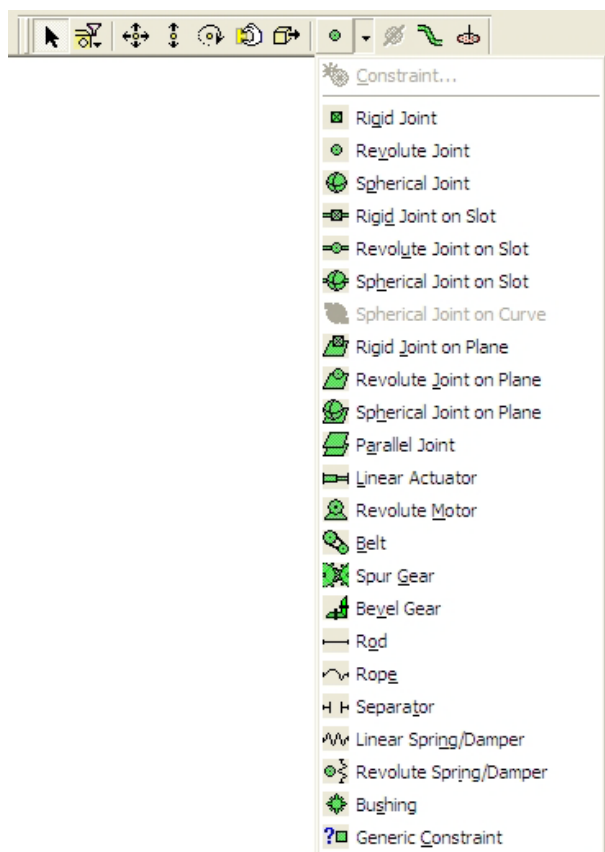 Constraint...
Rigid Joint
Revolute Joint
Spherical Joint
Rigid Joint on Slot
Revolute Joint on Slot
Spherical Joint on Slot
Spherical Joint on Curve
Rigid Joint on Plane
Revolute Joint on Plane
Spherical Joint on Plane
Parallel Joint
Linear Actuator
Revolute Motor
Belt
Spur Gear
Bevel Gear
Rod
Rope
Separator
Linear Spring/Damper
Revolute Spring/Damper
Bushing
Generic Constraint